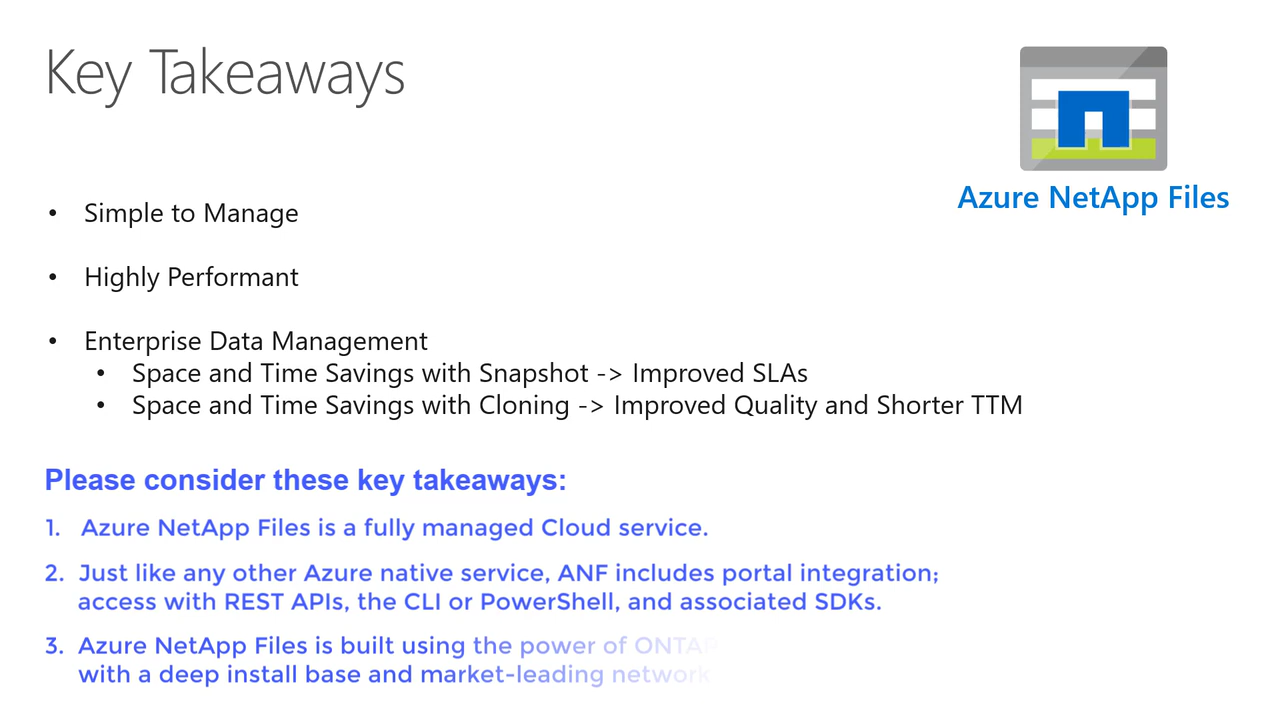 Key Takeaways
Azure NetApp Files
• Simple to Manage
• Highly Performant
• Enterprise Data Management
• Space and Time Savings with Snapshot -> Improved SLAs
• Space and Time Savings with Cloning -> Improved Quality and Shorter TTM
Please consider these key takeaways:
1. Azure NetApp Files is a fully managed Cloud service.
2. Just like any other Azure native service, ANF includes portal integration;
access with REST APIs, the CLI or PowerShell, and associated SDKs.
3. Azure NetApp Files is built using the power of
with a deep install base and market-leading network